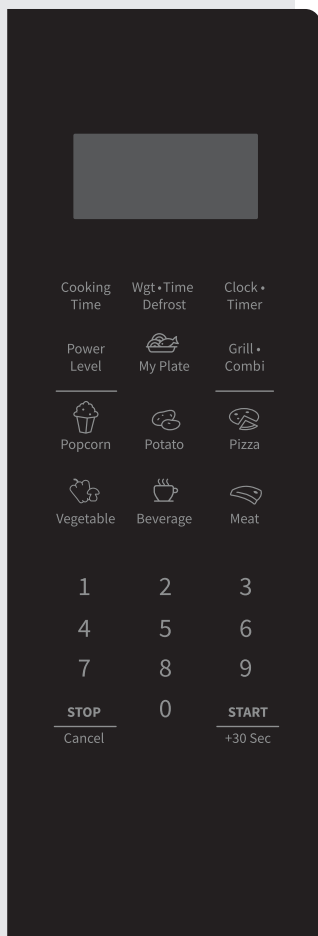 Cooking Time
Wgt•Time Defrost
Clock• Timer
Power Level
My Plate
Grill• Combi
Popcorn
Potato
Pizza
Vegetable
Beverage
Meat
1 2 3
4 5 6
7 8 9
STOP 0 START
Cancel +30 Sec